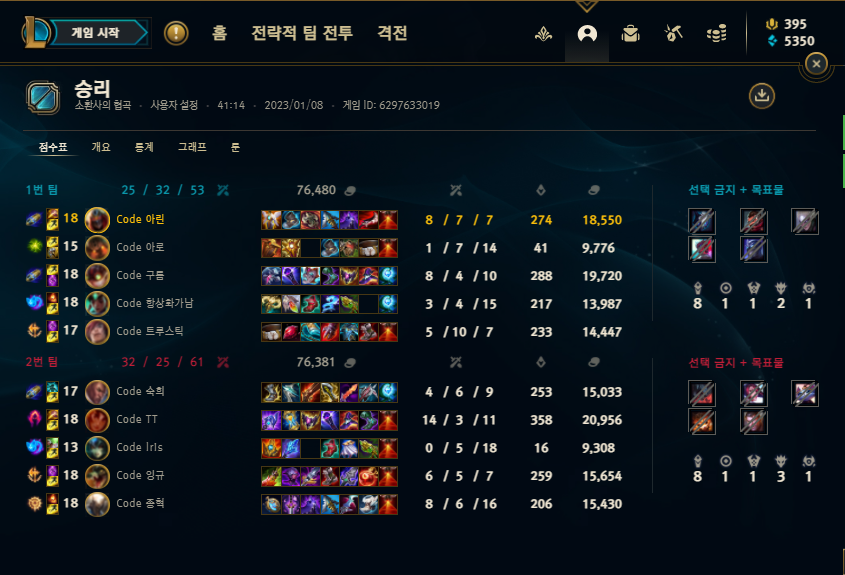 게임 시작 홈 전략적 팀 전투 격전 395
5350
승리
소환사의 협곡 · 사용자 설정 · 41:14 · 2023/01/08 · 게임 ID: 6297633019
점수표 개요 통계 그래프 룬
1번 팀 25 / 32 / 53 76,480 선택 금지 + 목표물
18 Code 아린 8 / 7 / 7 274 18,550
15 Code 아로 1 / 7 / 14 41 9,776
18 Code 구름 8 / 4 / 10 288 19,720
18 Code 항상화가남 3 / 4 / 15 217 13,987
8 1 1 2 1
17 Code 트루스틱 5 / 10 / 7 233 14,447
2번 팀 32 / 25 / 61 76,381 선택 금지 + 목표물
17 Code 숙희 4 / 6 / 9 253 15,033
18 Code TT 14 / 3 / 11 358 20,956
13 Code IrIs 0 / 5 / 18 16 9,308
18 Code 잉규 6 / 5 / 7 259 15,654
8 1 1 3 1
18 Code 종혁 8 / 6 / 16 206 15,430